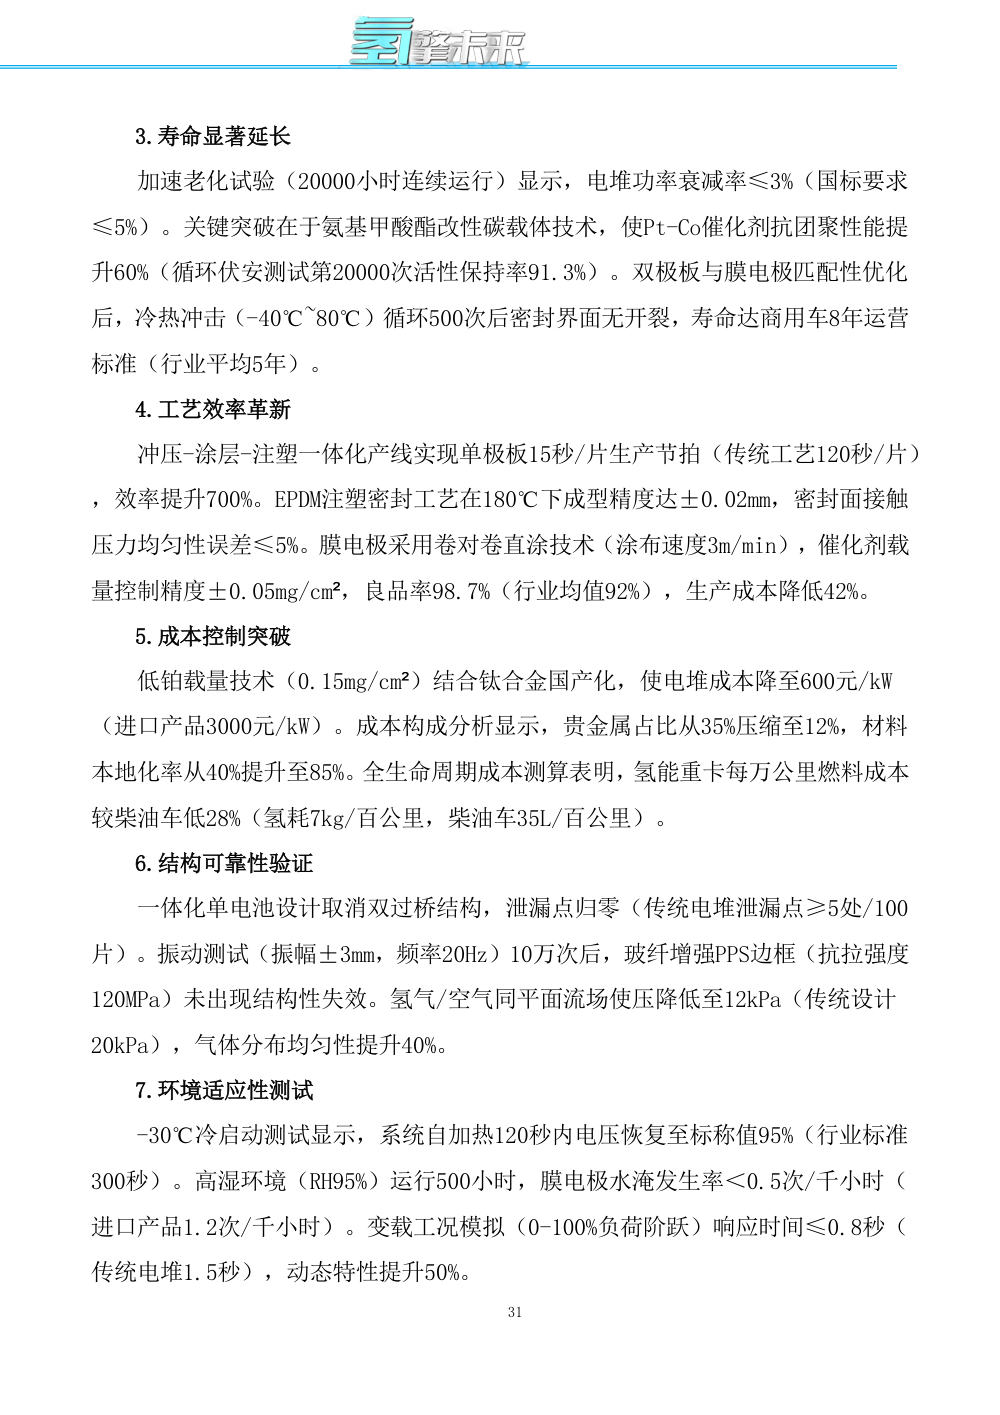 氢擎未来
3.寿命显著延长
加速老化试验（20000小时连续运行）显示，电堆功率衰减率≤3%（国标要求
≤5%）。关键突破在于氨基甲酸酯改性碳载体技术，使Pt-Co催化剂抗团聚性能提
升60%（循环伏安测试第20000次活性保持率91.3%）。双极板与膜电极匹配性优化
后，冷热冲击（-40℃~80℃）循环500次后密封界面无开裂，寿命达商用车8年运营
标准（行业平均5年）。
4.工艺效率革新
冲压-涂层-注塑一体化产线实现单极板15秒/片生产节拍（传统工艺120秒/片）
，效率提升700%。EPDM注塑密封工艺在180℃下成型精度达±0.02mm，密封面接触
压力均匀性误差≤5%。膜电极采用卷对卷直涂技术（涂布速度3m/min），催化剂载
量控制精度±0.05mg/cm²，良品率98.7%（行业均值92%），生产成本降低42%。
5.成本控制突破
低铂载量技术（0.15mg/cm²）结合钛合金国产化，使电堆成本降至600元/kW
（进口产品3000元/kW）。成本构成分析显示，贵金属占比从35%压缩至12%，材料
本地化率从40%提升至85%。全生命周期成本测算表明，氢能重卡每万公里燃料成本
较柴油车低28%（氢耗7kg/百公里，柴油车35L/百公里）。
6.结构可靠性验证
一体化单电池设计取消双过桥结构，泄漏点归零（传统电堆泄漏点≥5处/100
片）。振动测试（振幅±3mm，频率20Hz）10万次后，玻纤增强PPS边框（抗拉强度
120MPa）未出现结构性失效。氢气/空气同平面流场使压降低至12kPa（传统设计
20kPa），气体分布均匀性提升40%。
7.环境适应性测试
-30℃冷启动测试显示，系统自加热120秒内电压恢复至标称值95%（行业标准
300秒）。高湿环境（RH95%）运行500小时，膜电极水淹发生率＜0.5次/千小时（
进口产品1.2次/千小时）。变载工况模拟（0-100%负荷阶跃）响应时间≤0.8秒（
传统电堆1.5秒），动态特性提升50%。
31